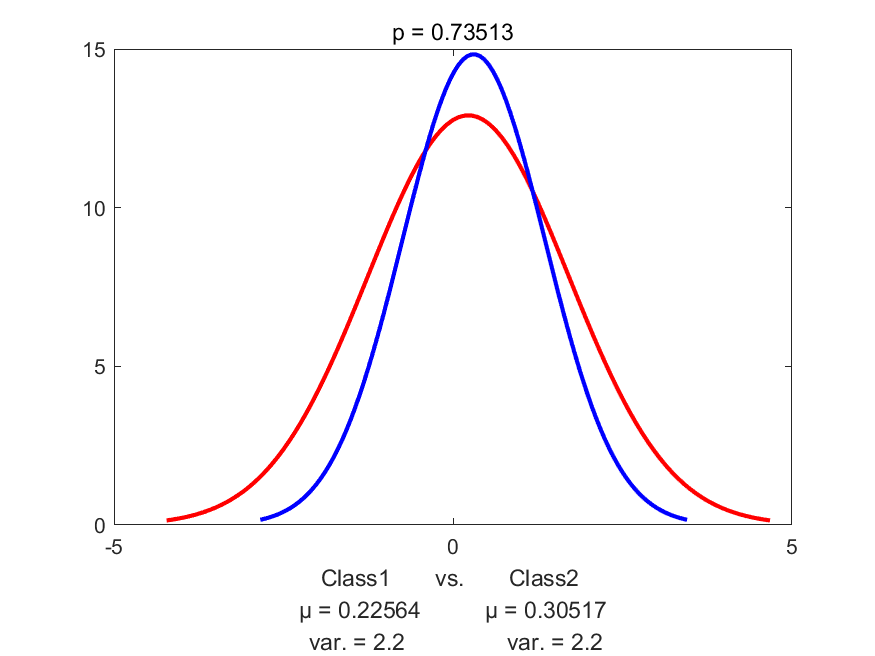 p = 0.73513
15
10
5
0
-5 0 5
Class1 vs. Class2
μ = 0.22564 μ = 0.30517
var. = 2.2 var. = 2.2